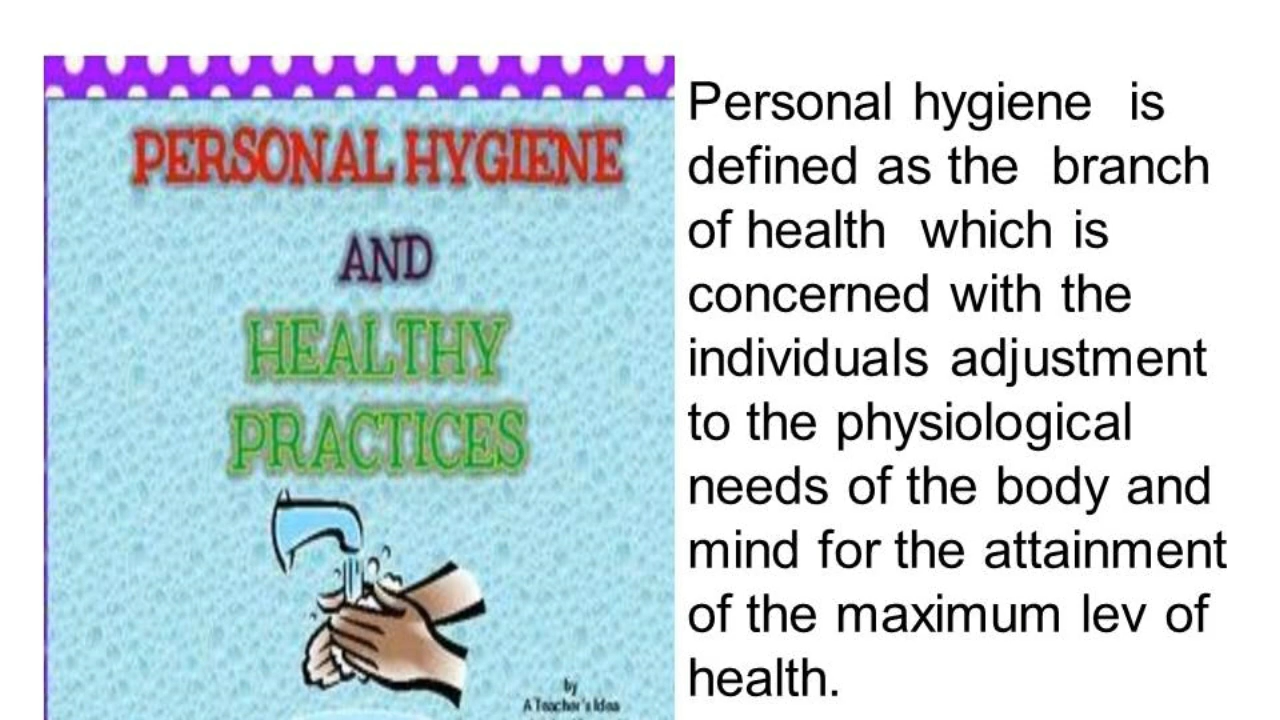 PERSONAL HYGIENE
AND
HEALTHY
PRACTICES
by
A Teacher's Idea
Personal hygiene is
defined as the branch
of health which is
concerned with the
individuals adjustment
to the physiological
needs of the body and
mind for the attainment
of the maximum lev of
health.